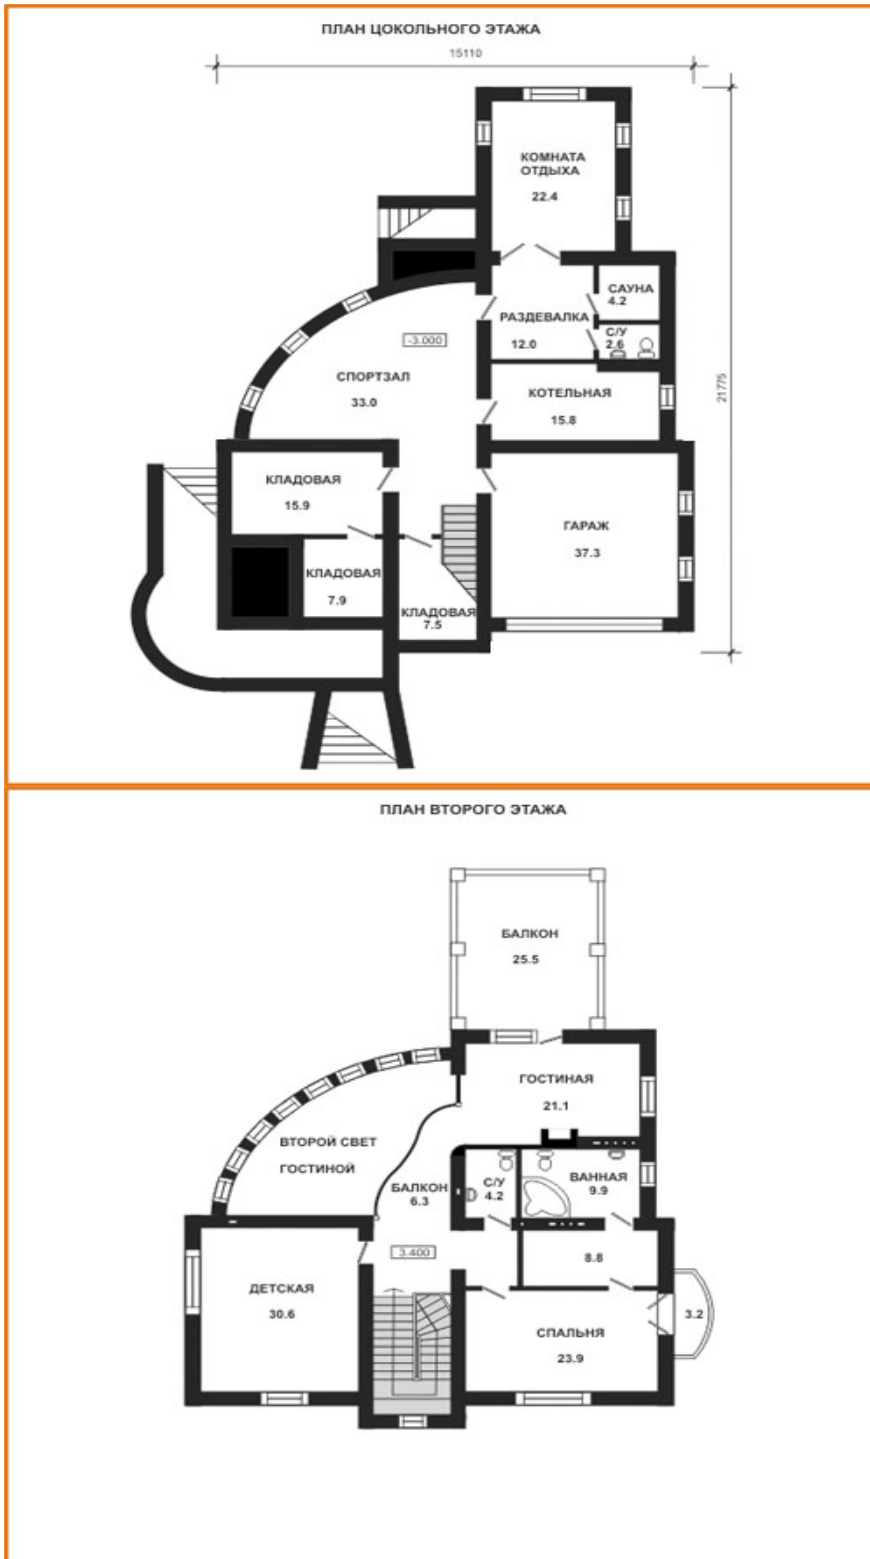 ПЛАН ЦОКОЛЬНОГО ЭТАЖА
15110
КОМНАТА
ОТДЫХА
22.4
САУНА
4.2
РАЗДЕВАЛКА
12.0
С/У
2.6
-3.000
СПОРТЗАЛ
33.0
КОТЕЛЬНАЯ
15.8
21775
КЛАДОВАЯ
15.9
ГАРАЖ
37.3
КЛАДОВАЯ
7.9
КЛАДОВАЯ
7.5
ПЛАН ВТОРОГО ЭТАЖА
БАЛКОН
25.5
ГОСТИНАЯ
21.1
ВТОРОЙ СВЕТ
ГОСТИНОЙ
БАЛКОН
6.3
С/У
4.2
ВАННАЯ
9.9
3.400
8.8
ДЕТСКАЯ
30.6
СПАЛЬНЯ
23.9
3.2